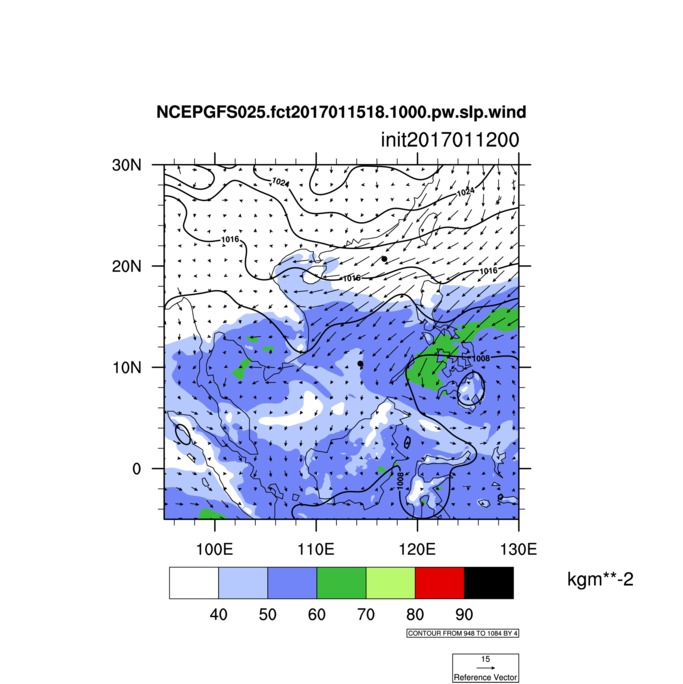 NCEPGFS025.fct2017011518.1000.pw.slp.wind
init2017011200
30N
1024
1024
1016
20N
1016
1016
10N
1008
0
1008
100E
110E
120E
130E
kgm**-2
40 50 60 70 80 90
CONTOUR FROM 948 TO 1084 BY 4
15
Reference Vector